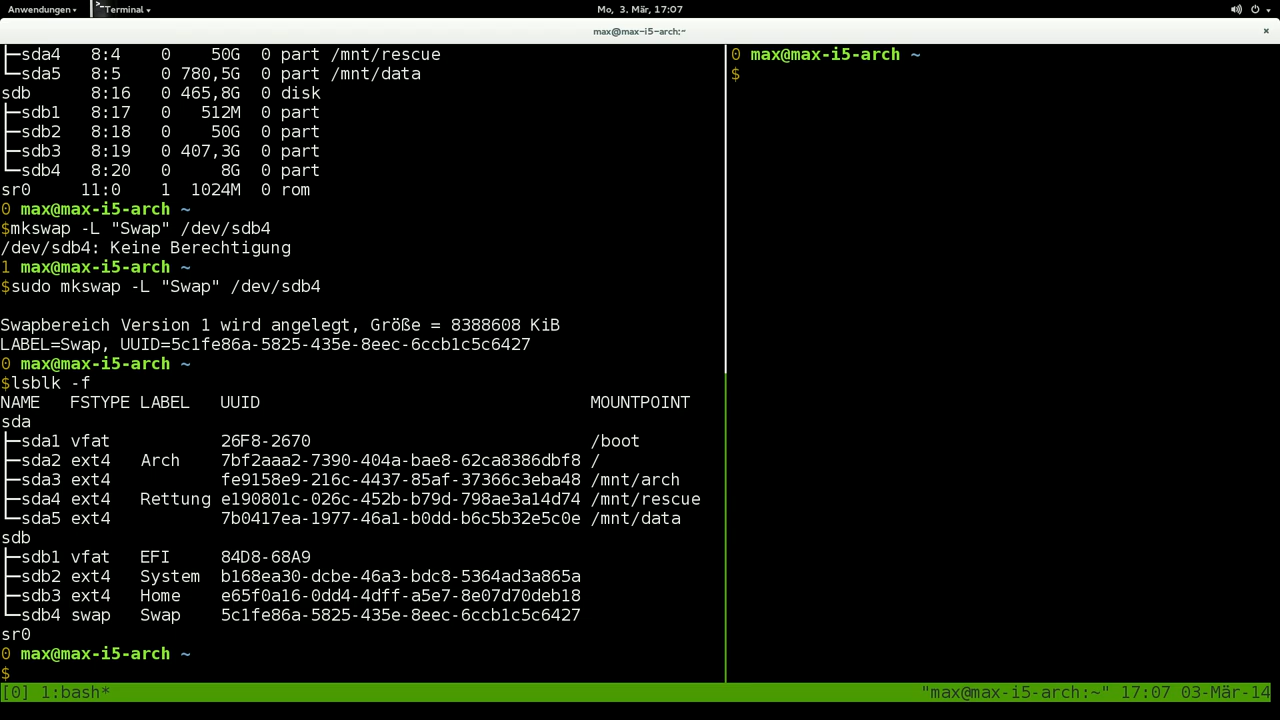 Anwendungen Terminal Mo, 3. Mär, 17:07
max@max-i5-arch:~
├─sda4 8:4 0 50G 0 part /mnt/rescue
└─sda5 8:5 0 780,5G 0 part /mnt/data
sdb 8:16 0 465,8G 0 disk
├─sdb1 8:17 0 512M 0 part
├─sdb2 8:18 0 50G 0 part
├─sdb3 8:19 0 407,3G 0 part
└─sdb4 8:20 0 8G 0 part
sr0 11:0 1 1024M 0 rom
0 max@max-i5-arch ~
$mkswap -L "Swap" /dev/sdb4
/dev/sdb4: Keine Berechtigung
1 max@max-i5-arch ~
$sudo mkswap -L "Swap" /dev/sdb4
Swapbereich Version 1 wird angelegt, Größe = 8388608 KiB
LABEL=Swap, UUID=5c1fe86a-5825-435e-8eec-6ccb1c5c6427
0 max@max-i5-arch ~
$lsblk -f
NAME FSTYPE LABEL UUID MOUNTPOINT
sda
├─sda1 vfat 26F8-2670 /boot
├─sda2 ext4 Arch 7bf2aaa2-7390-404a-bae8-62ca8386dbf8 /
├─sda3 ext4 fe9158e9-216c-4437-85af-37366c3eba48 /mnt/arch
├─sda4 ext4 Rettung e190801c-026c-452b-b79d-798ae3a14d74 /mnt/rescue
└─sda5 ext4 7b0417ea-1977-46a1-b0dd-b6c5b32e5c0e /mnt/data
sdb
├─sdb1 vfat EFI 84D8-68A9
├─sdb2 ext4 System b168ea30-dcbe-46a3-bdc8-5364ad3a865a
├─sdb3 ext4 Home e65f0a16-0dd4-4dff-a5e7-8e07d70deb18
└─sdb4 swap Swap 5c1fe86a-5825-435e-8eec-6ccb1c5c6427
sr0
0 max@max-i5-arch ~
$
0 max@max-i5-arch ~
$
[0] 1:bash* "max@max-i5-arch:~" 17:07 03-Mär-14